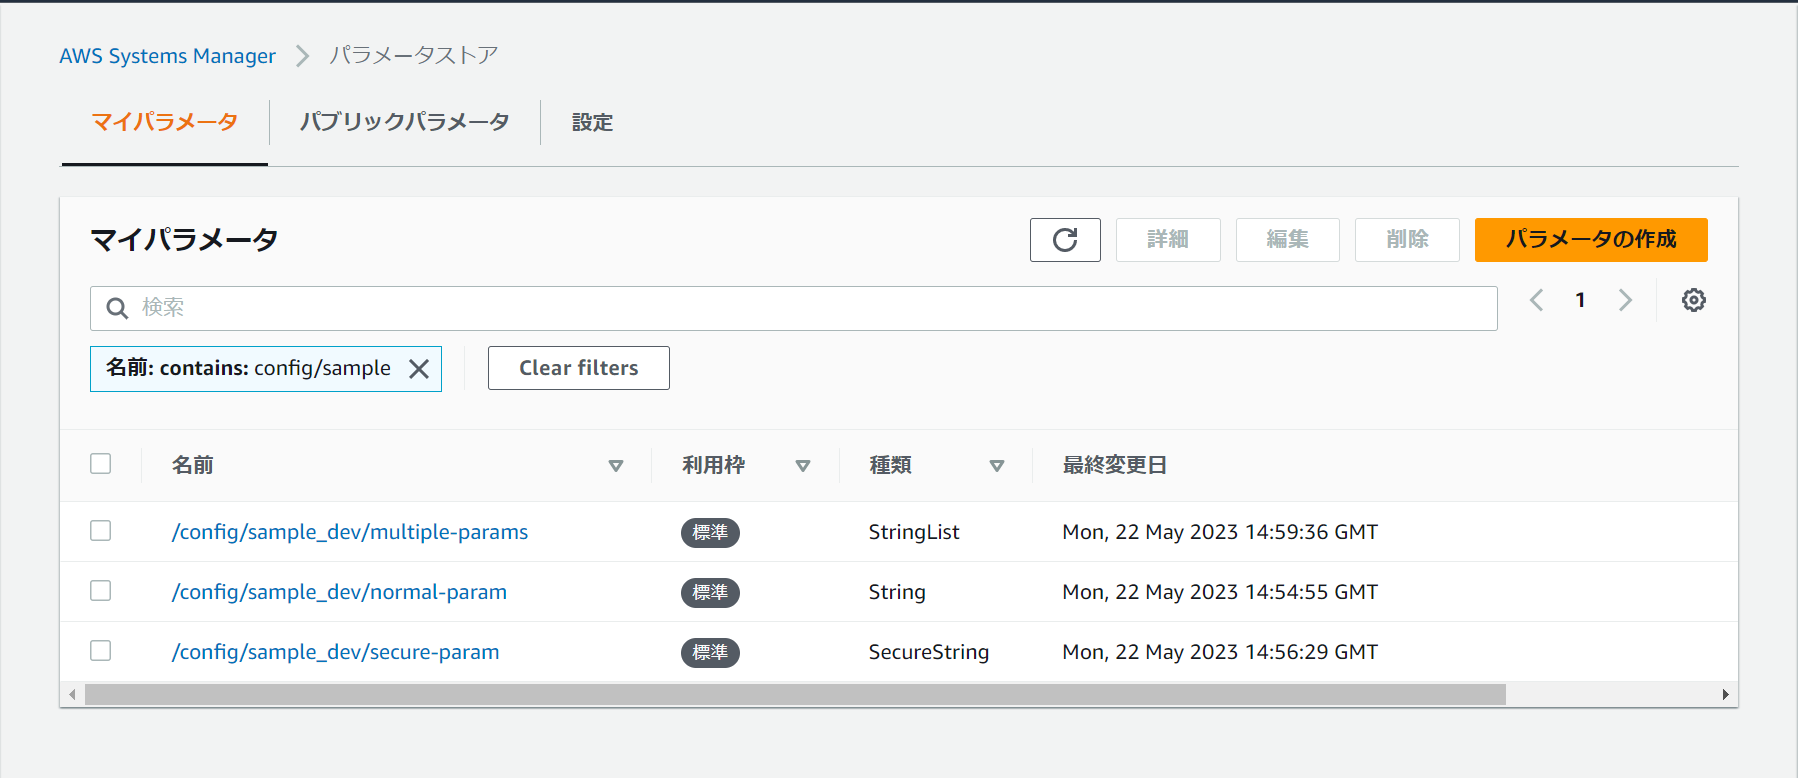 AWS Systems Manager > パラメータストア
マイパラメータ パブリックパラメータ 設定
マイパラメータ 詳細 編集 削除 パラメータの作成
検索 1
名前: contains: config/sample Clear filters
名前 利用枠 種類 最終変更日
/config/sample_dev/multiple-params 標準 StringList Mon, 22 May 2023 14:59:36 GMT
/config/sample_dev/normal-param 標準 String Mon, 22 May 2023 14:54:55 GMT
/config/sample_dev/secure-param 標準 SecureString Mon, 22 May 2023 14:56:29 GMT